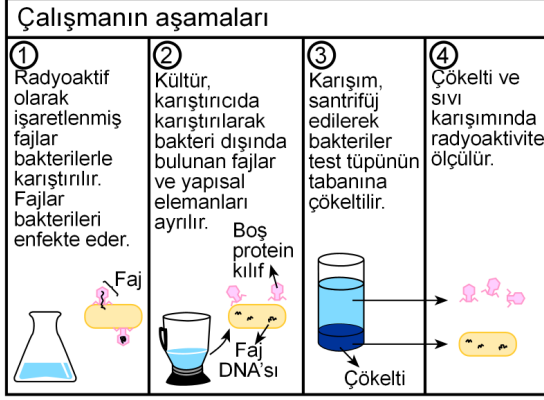 Çalışmanın aşamaları
1
Radyoaktif
olarak
işaretlenmiş
fajlar
bakterilerle
karıştırılır.
Fajlar
bakterileri
enfekte eder.
Faj
2
Kültür,
karıştırıcıda
karıştırılarak
bakteri dışında
bulunan fajlar
ve yapısal
elemanları
ayrılır.
Boş
protein
kılıf
Faj
DNA'sı
3
Karışım,
santrifüj
edilerek
bakteriler
test tüpünün
tabanına
çökeltilir.
Çökelti
4
Çökelti ve
sıvı
karışımında
radyoaktivite
ölçülür.